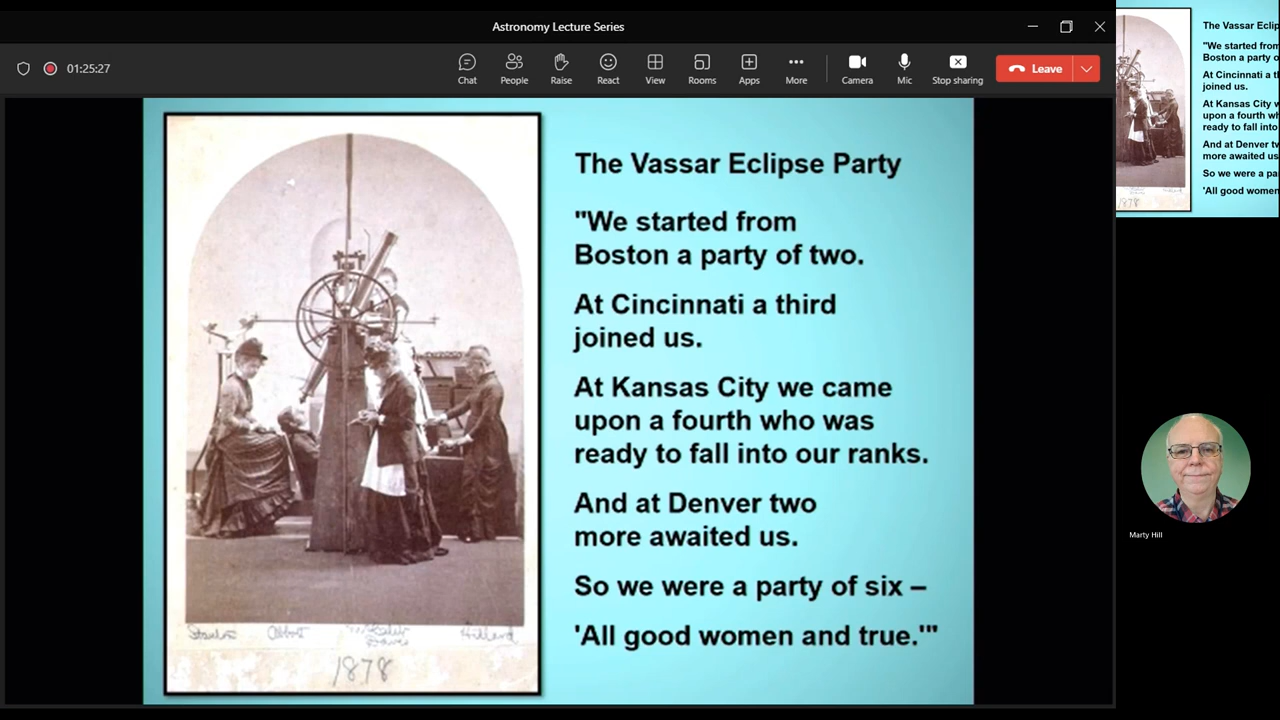 Astronomy Lecture Series
01:25:27
Chat
People
Raise
React
View
Rooms
Apps
More
Camera
Mic
Stop sharing
Leave
The Vassar Eclipse Party
"We started from
Boston a party of two.
At Cincinnati a third
joined us.
At Kansas City we came
upon a fourth who was
ready to fall into our ranks.
And at Denver two
more awaited us.
So we were a party of six –
'All good women and true.'"
Abbot
1878
The Vassar Eclip
"We started from
Boston a party o
At Cincinnati a t
joined us.
At Kansas City w
upon a fourth wh
ready to fall into
And at Denver tw
more awaited us
So we were a pa
'All good women
1878
Marty Hill